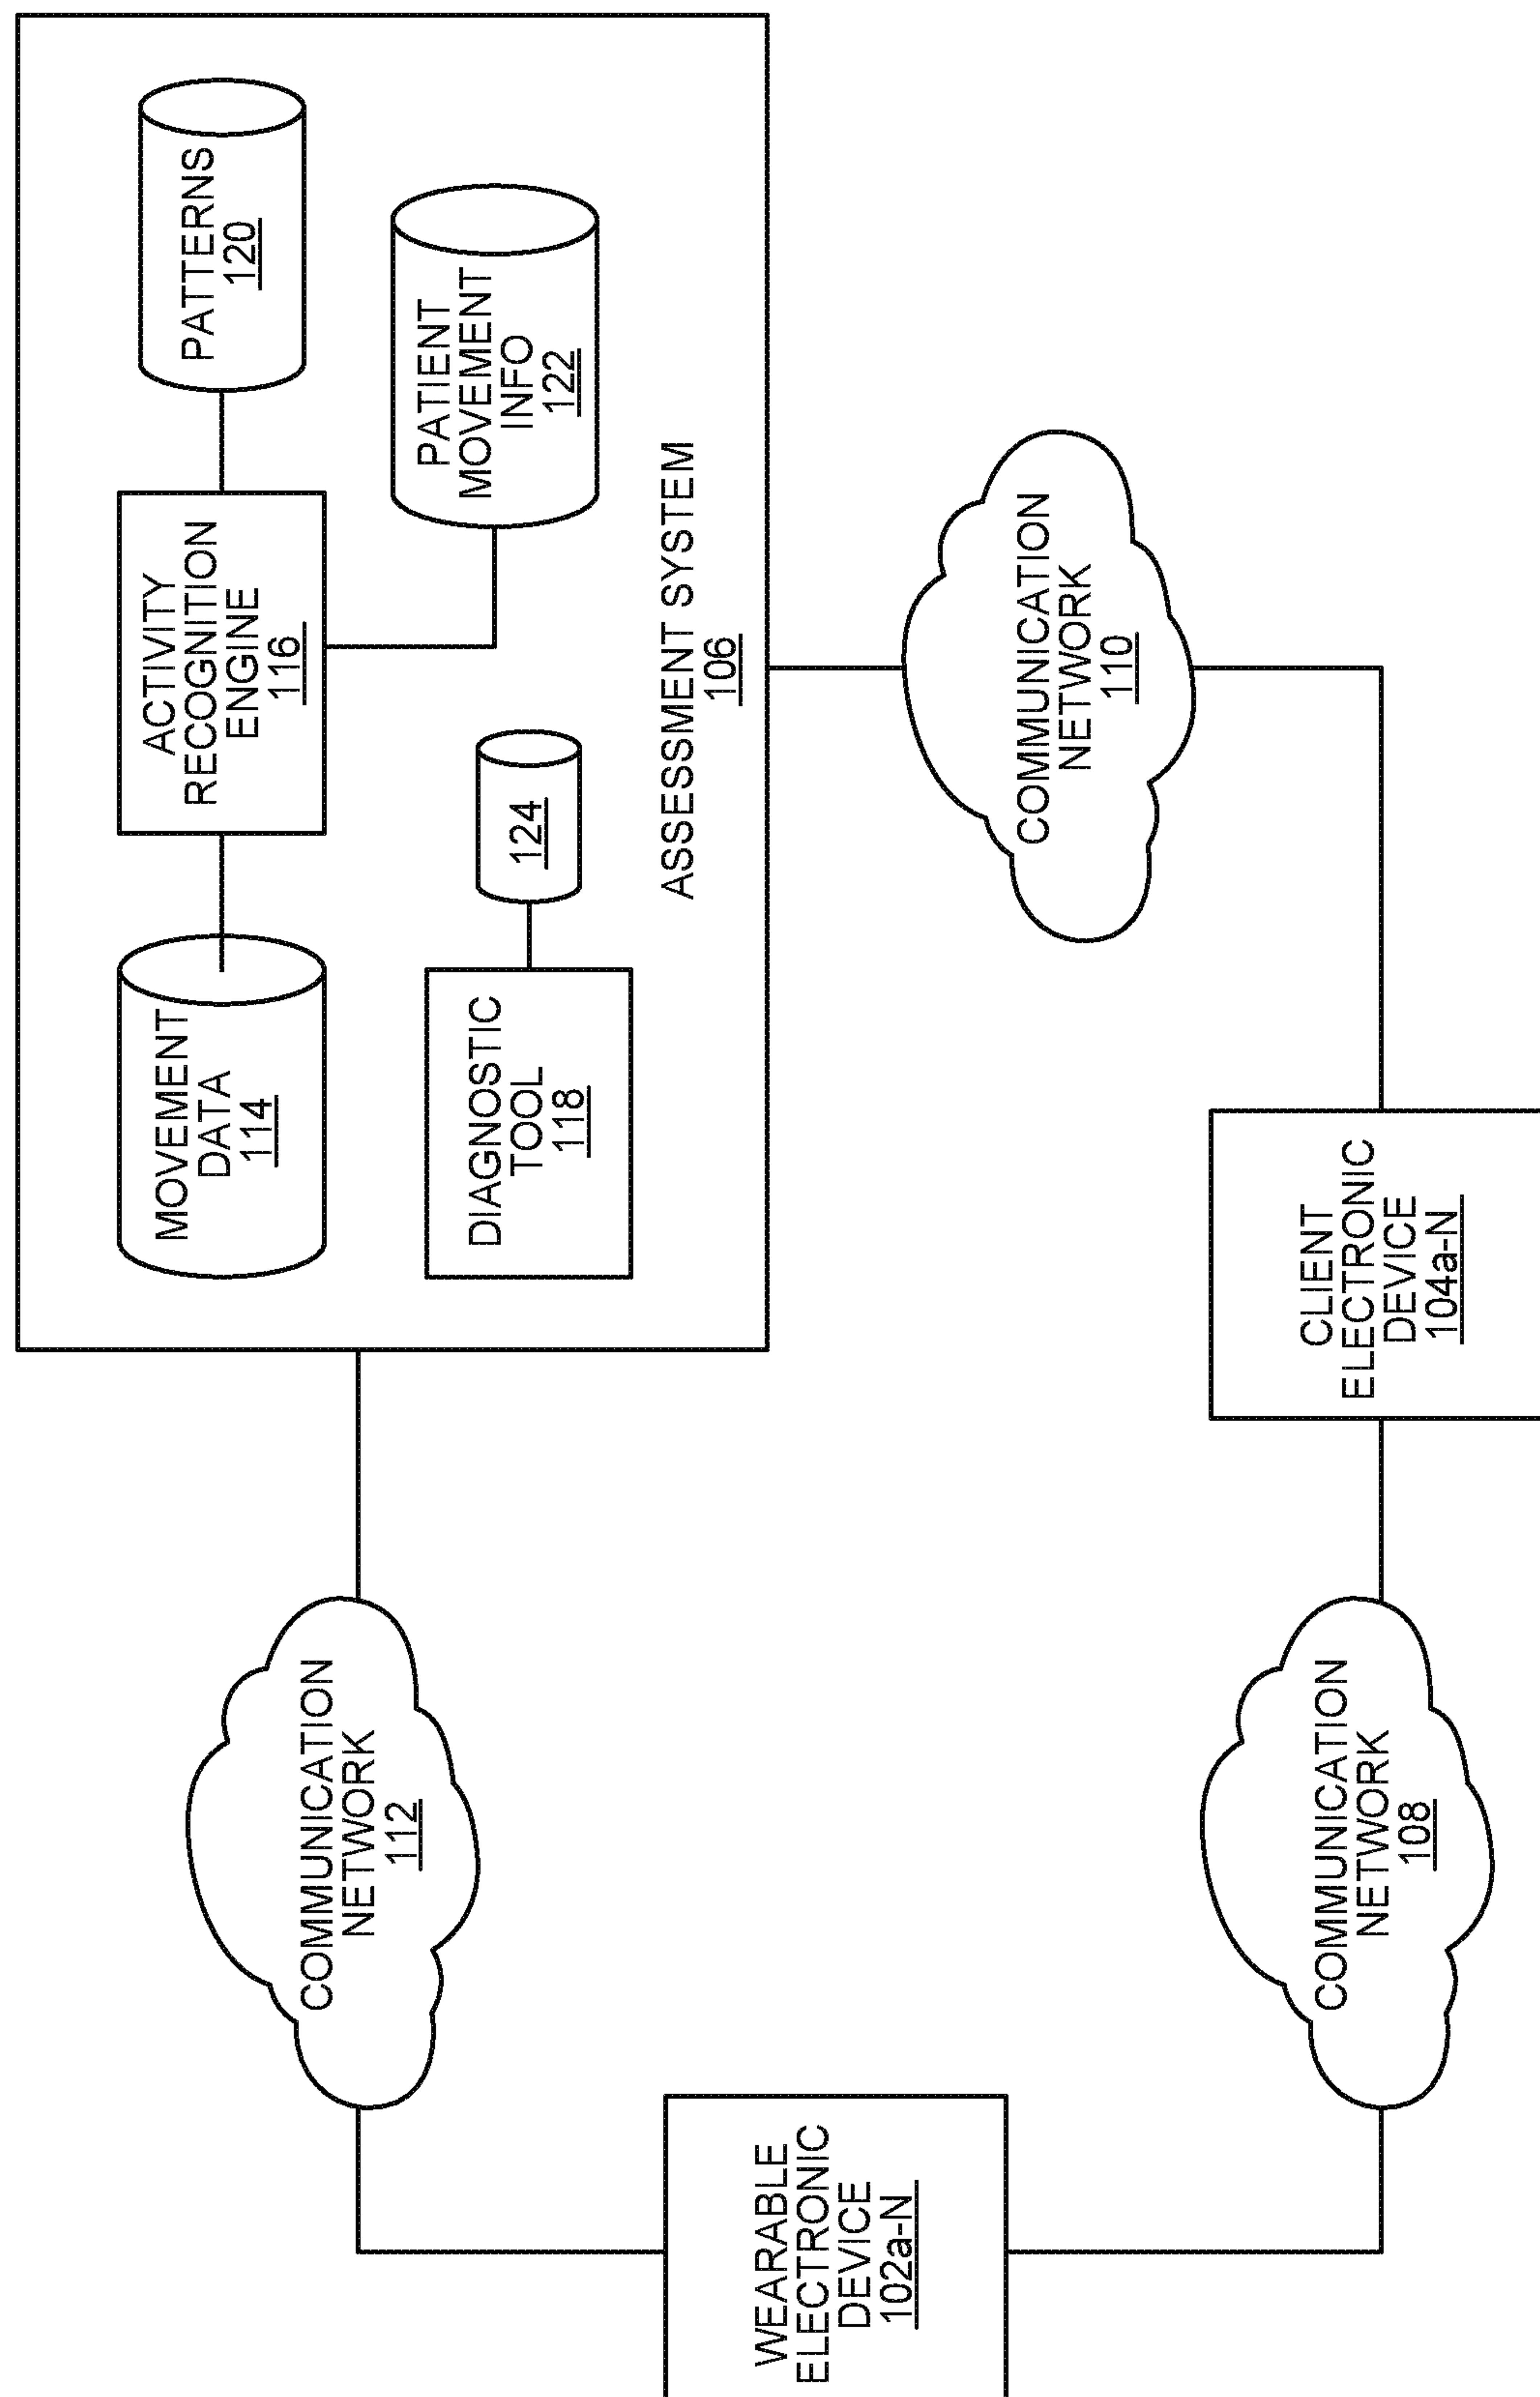 MOVEMENT
DATA
114
ACTIVITY
RECOGNITION
ENGINE
116
PATTERNS
120
DIAGNOSTIC
TOOL
118
124
PATIENT
MOVEMENT
INFO
122
ASSESSMENT SYSTEM
106
COMMUNICATION
NETWORK
112
WEARABLE
ELECTRONIC
DEVICE
102a-N
COMMUNICATION
NETWORK
110
COMMUNICATION
NETWORK
108
CLIENT
ELECTRONIC
DEVICE
104a-N